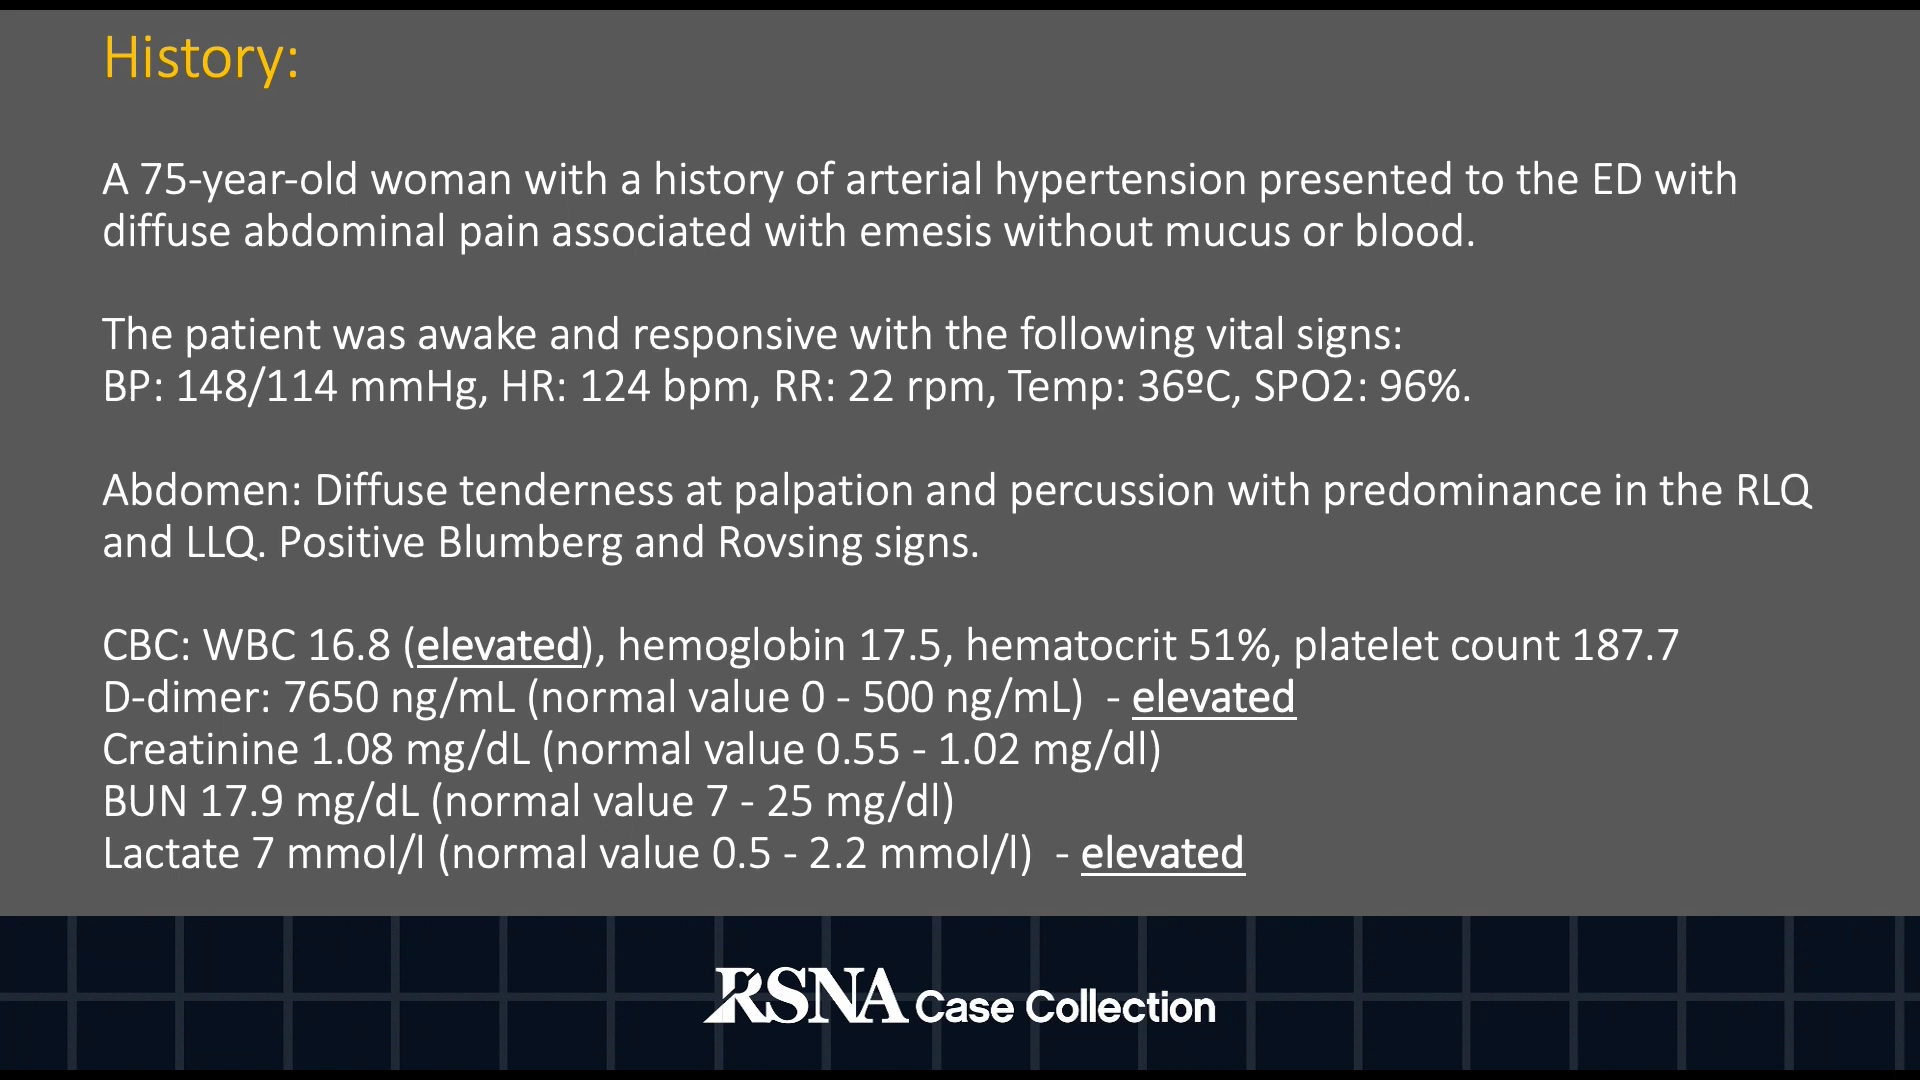 History:
A 75-year-old woman with a history of arterial hypertension presented to the ED with
diffuse abdominal pain associated with emesis without mucus or blood.
The patient was awake and responsive with the following vital signs:
BP: 148/114 mmHg, HR: 124 bpm, RR: 22 rpm, Temp: 36ºC, SPO2: 96%.
Abdomen: Diffuse tenderness at palpation and percussion with predominance in the RLQ
and LLQ. Positive Blumberg and Rovsing signs.
CBC: WBC 16.8 (elevated), hemoglobin 17.5, hematocrit 51%, platelet count 187.7
D-dimer: 7650 ng/mL (normal value 0 - 500 ng/mL)  - elevated
Creatinine 1.08 mg/dL (normal value 0.55 - 1.02 mg/dl)
BUN 17.9 mg/dL (normal value 7 - 25 mg/dl)
Lactate 7 mmol/l (normal value 0.5 - 2.2 mmol/l)  - elevated
RSNA Case Collection